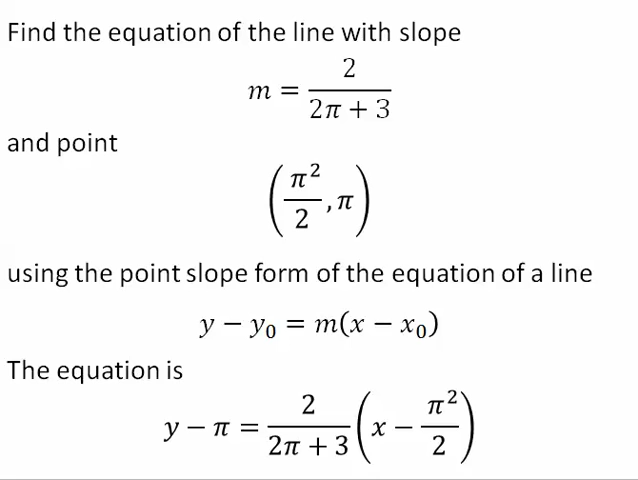 Find the equation of the line with slope
m = 2/(2π + 3)
and point
(π²/2, π)
using the point slope form of the equation of a line
y − y₀ = m(x − x₀)
The equation is
y − π = 2/(2π + 3) (x − π²/2)